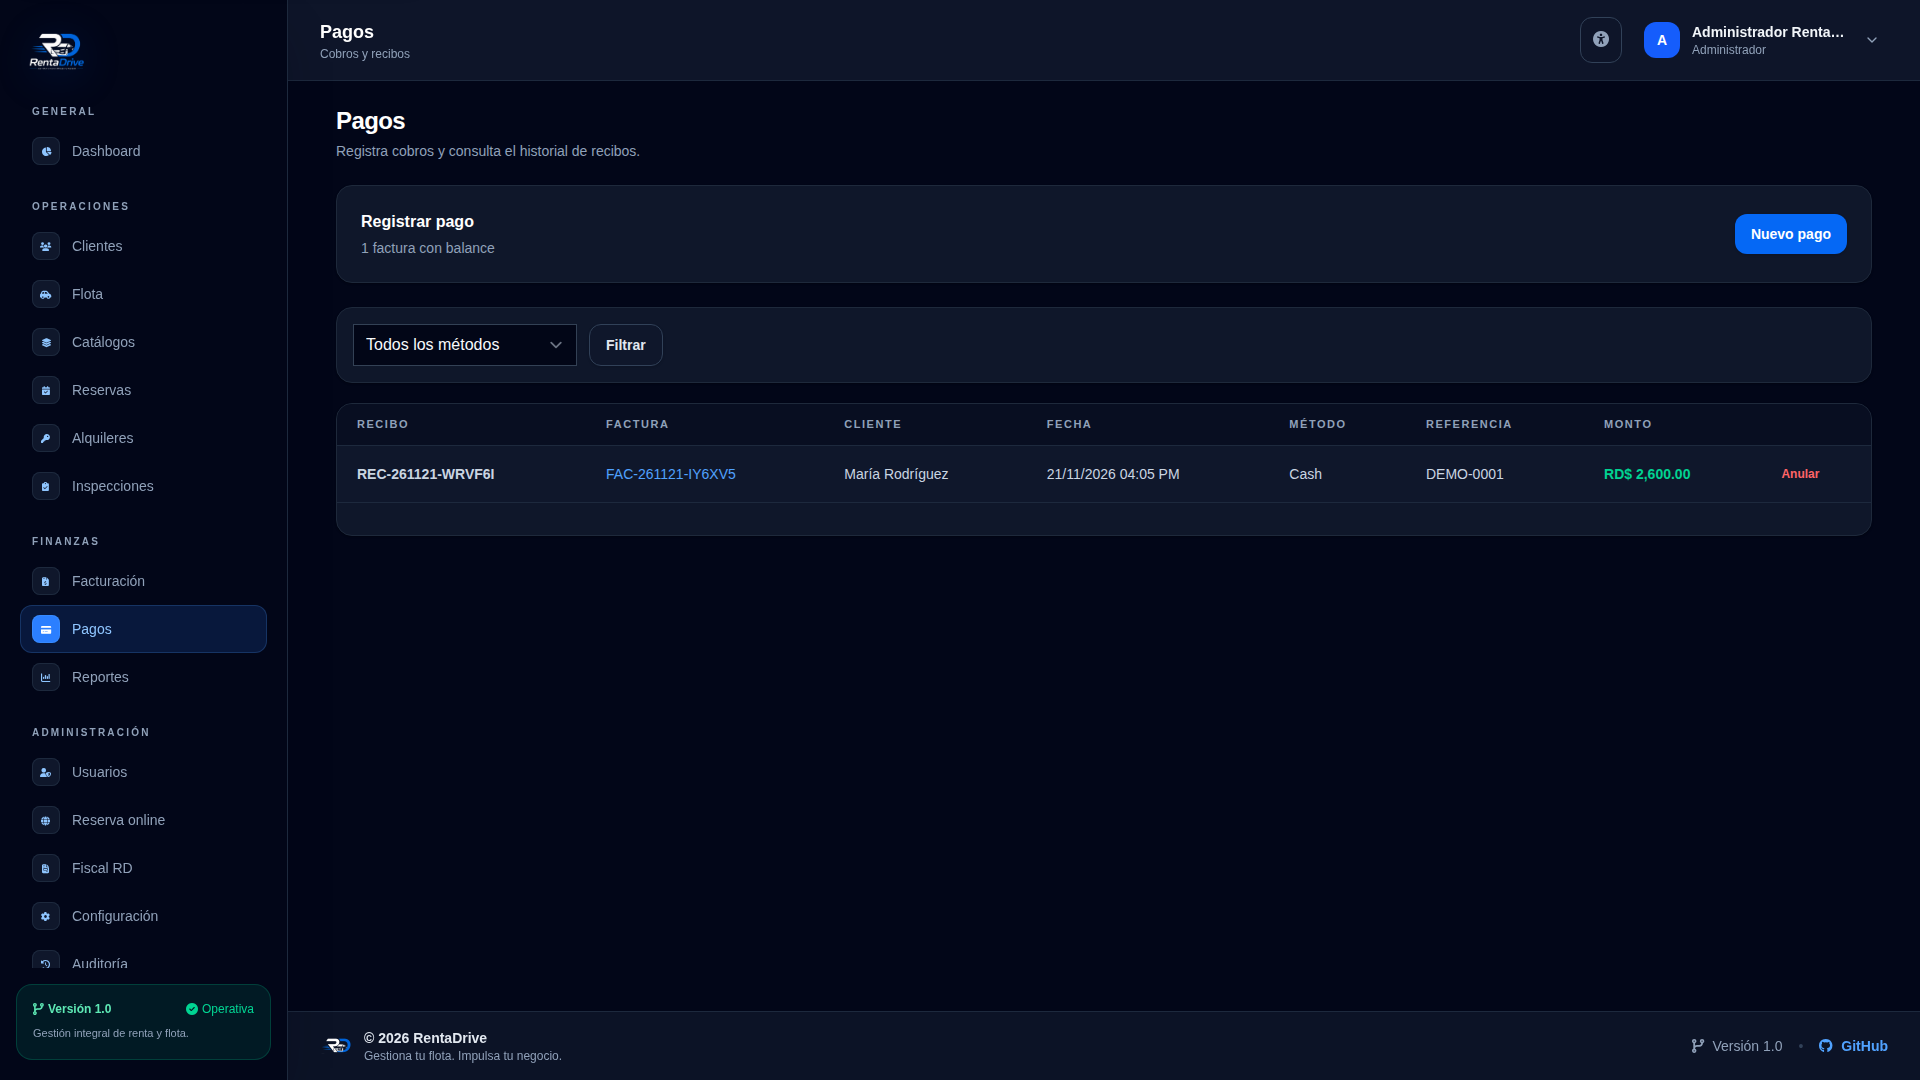 RentaDrive
GENERAL
Dashboard
OPERACIONES
Clientes
Flota
Catálogos
Reservas
Alquileres
Inspecciones
FINANZAS
Facturación
Pagos
Reportes
ADMINISTRACIÓN
Usuarios
Reserva online
Fiscal RD
Configuración
Auditoría
Versión 1.0 Operativa
Gestión integral de renta y flota.
Pagos
Cobros y recibos
A
Administrador Renta…
Administrador
Pagos
Registra cobros y consulta el historial de recibos.
Registrar pago
1 factura con balance
Nuevo pago
Todos los métodos
Filtrar
RECIBO FACTURA CLIENTE FECHA MÉTODO REFERENCIA MONTO
REC-261121-WRVF6I FAC-261121-IY6XV5 María Rodríguez 21/11/2026 04:05 PM Cash DEMO-0001 RD$ 2,600.00 Anular
© 2026 RentaDrive
Gestiona tu flota. Impulsa tu negocio.
Versión 1.0 • GitHub